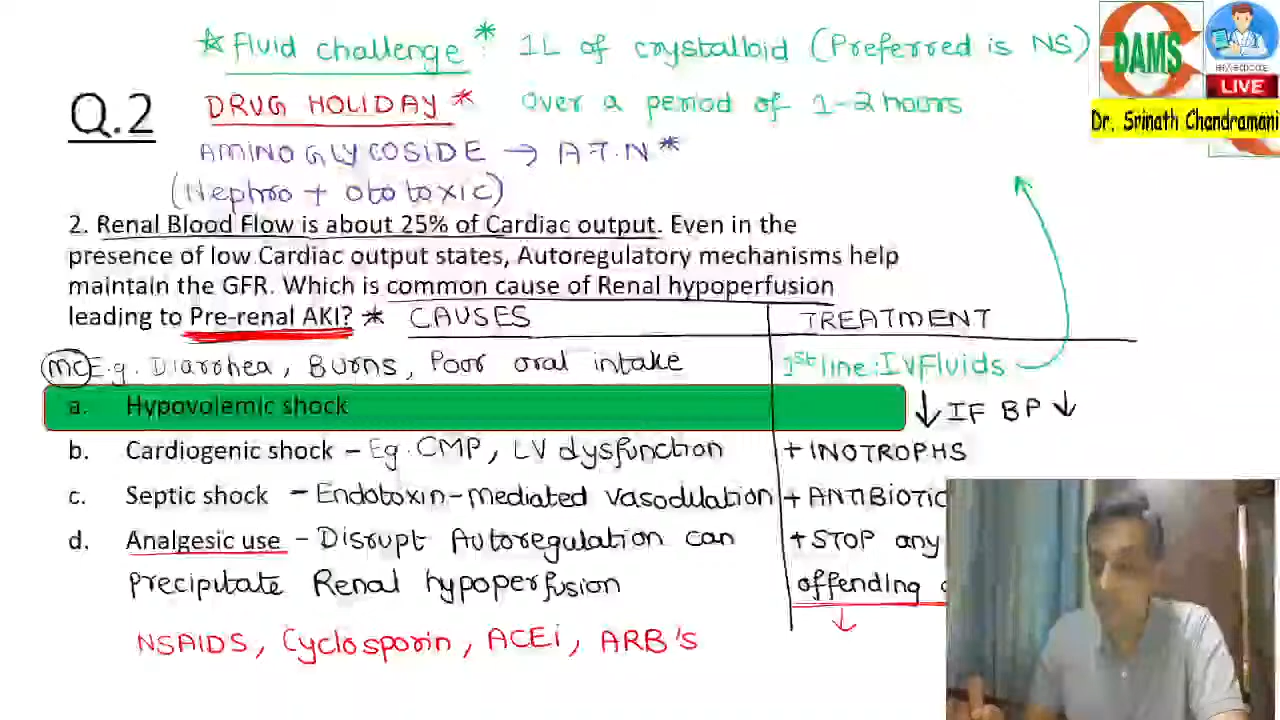 ☆ Fluid challenge * : 1L of crystalloid (Preferred is NS)
DRUG HOLIDAY * over a period of 1-2 hours
Q.2
AMINOGLYCOSIDE → A.T.N *
(Nephro + ototoxic)
DAMS
LIVE
Dr. Srinath Chandramani
2. Renal Blood Flow is about 25% of Cardiac output. Even in the
presence of low Cardiac output states, Autoregulatory mechanisms help
maintain the GFR. Which is common cause of Renal hypoperfusion
leading to Pre-renal AKI? * CAUSES TREATMENT
MC E.g. Diarrhea, Burns, Poor oral intake 1st line: IV Fluids
a. Hypovolemic shock ↓ IF BP ↓
b. Cardiogenic shock – Eg. CMP, LV dysfunction + INOTROPHS
c. Septic shock – Endotoxin-mediated vasodilation + ANTIBIOTIC
d. Analgesic use – Disrupt Autoregulation can + STOP any
precipitate Renal hypoperfusion offending
NSAIDS, Cyclosporin, ACEi, ARB's ↓